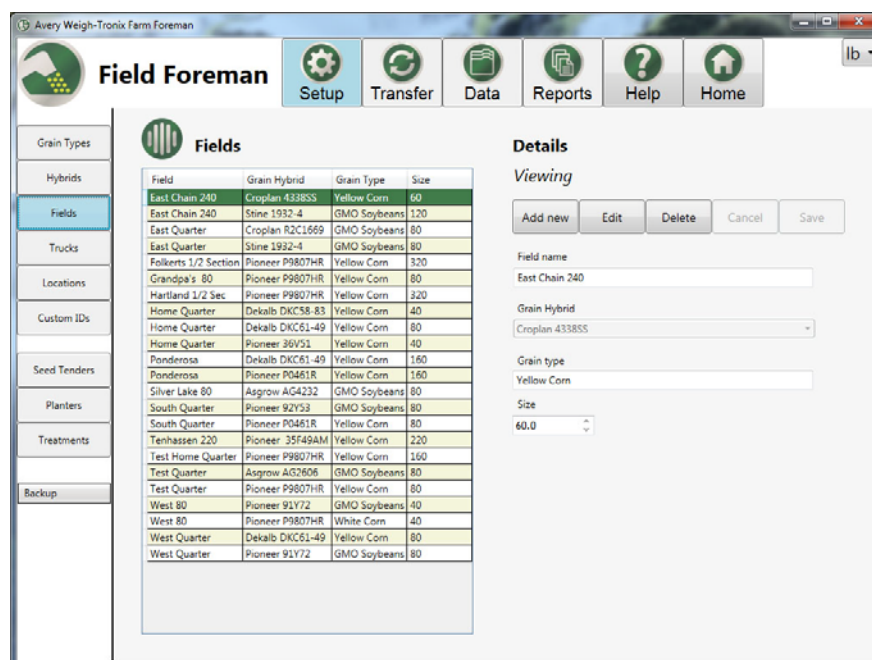 Avery Weigh-Tronix Farm Foreman
Field Foreman
Setup
Transfer
Data
Reports
Help
Home
lb
Grain Types
Hybrids
Fields
Trucks
Locations
Custom IDs
Seed Tenders
Planters
Treatments
Backup
Fields
Field Grain Hybrid Grain Type Size
East Chain 240 Croplan 4338SS Yellow Corn 60
East Chain 240 Stine 1932-4 GMO Soybeans 120
East Quarter Croplan R2C1669 GMO Soybeans 80
East Quarter Stine 1932-4 GMO Soybeans 80
Folkerts 1/2 Section Pioneer P9807HR Yellow Corn 320
Grandpa's 80 Pioneer P9807HR Yellow Corn 80
Hartland 1/2 Sec Pioneer P9807HR Yellow Corn 320
Home Quarter Dekalb DKC58-83 Yellow Corn 40
Home Quarter Dekalb DKC61-49 Yellow Corn 80
Home Quarter Pioneer 36V51 Yellow Corn 40
Ponderosa Dekalb DKC61-49 Yellow Corn 160
Ponderosa Pioneer P0461R Yellow Corn 160
Silver Lake 80 Asgrow AG4232 GMO Soybeans 80
South Quarter Pioneer 92Y53 GMO Soybeans 80
South Quarter Pioneer P0461R Yellow Corn 80
Tenhassen 220 Pioneer 35F49AM Yellow Corn 220
Test Home Quarter Pioneer P9807HR Yellow Corn 160
Test Quarter Asgrow AG2606 GMO Soybeans 80
Test Quarter Pioneer P9807HR Yellow Corn 80
West 80 Pioneer 91Y72 GMO Soybeans 40
West 80 Pioneer P9807HR White Corn 40
West Quarter Dekalb DKC61-49 Yellow Corn 80
West Quarter Pioneer 91Y72 GMO Soybeans 80
Details
Viewing
Add new
Edit
Delete
Cancel
Save
Field name
East Chain 240
Grain Hybrid
Croplan 4338SS
Grain type
Yellow Corn
Size
60.0